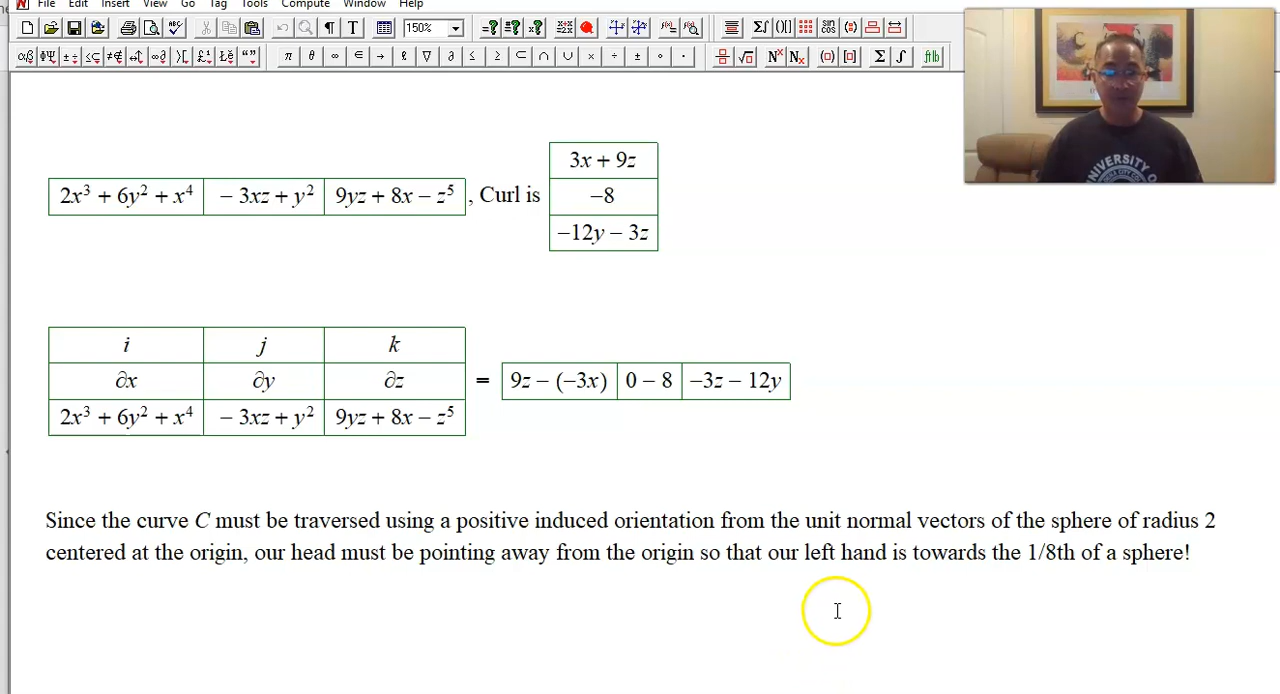 File Edit Insert View Go Tag Tools Compute Window Help
150%
3x + 9z
2x³ + 6y² + x⁴ − 3xz + y² 9yz + 8x − z⁵ , Curl is −8
−12y − 3z
i j k
∂x ∂y ∂z = 9z − (−3x) 0 − 8 −3z − 12y
2x³ + 6y² + x⁴ − 3xz + y² 9yz + 8x − z⁵
Since the curve C must be traversed using a positive induced orientation from the unit normal vectors of the sphere of radius 2
centered at the origin, our head must be pointing away from the origin so that our left hand is towards the 1/8th of a sphere!
UNIVERSITY OF